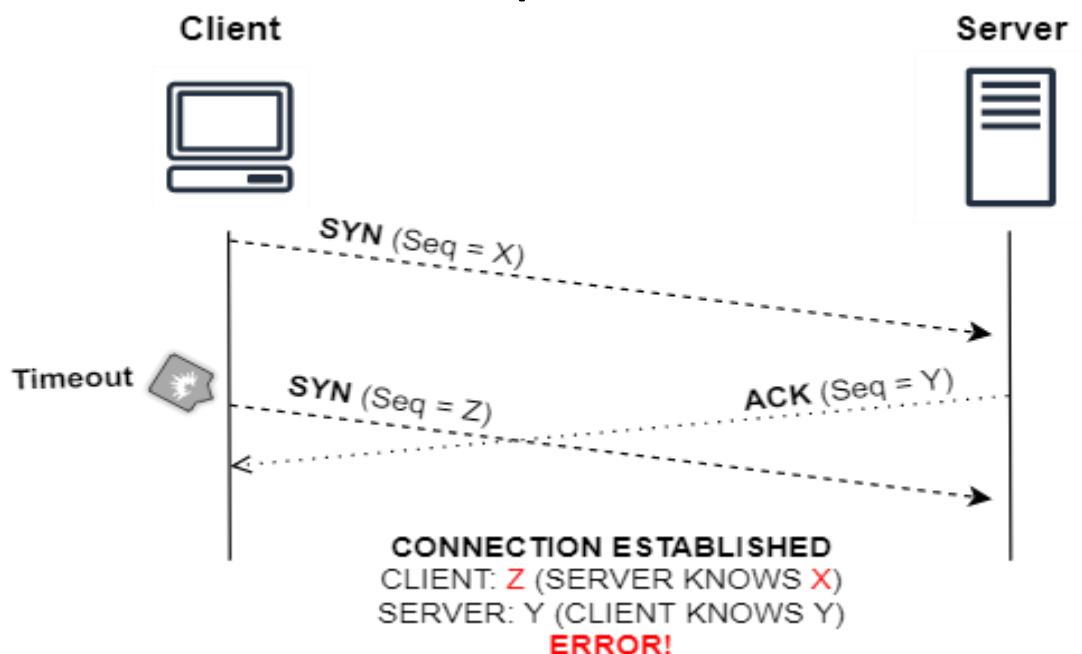 Client
Server
SYN (Seq = X)
Timeout
SYN (Seq = Z)
ACK (Seq = Y)
CONNECTION ESTABLISHED
CLIENT: Z (SERVER KNOWS X)
SERVER: Y (CLIENT KNOWS Y)
ERROR!